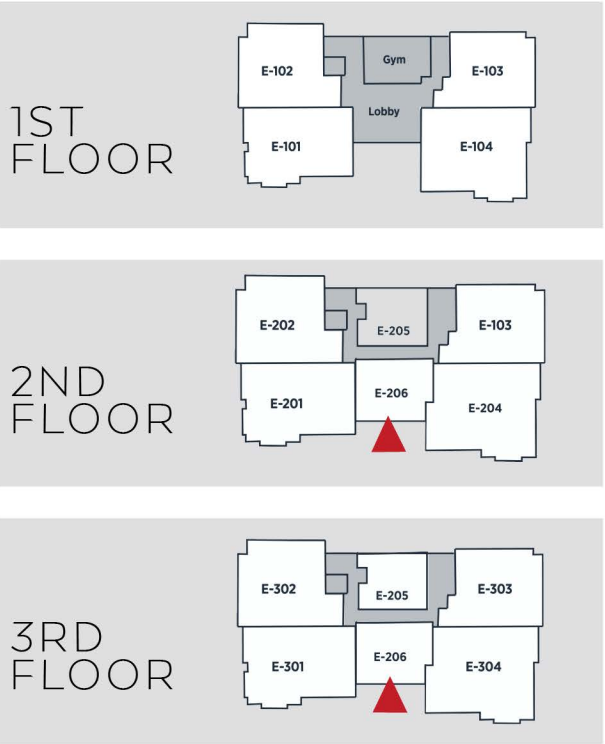 1ST
FLOOR
E-102
Gym
E-103
Lobby
E-101
E-104
2ND
FLOOR
E-202
E-205
E-103
E-206
E-201
E-204
3RD
FLOOR
E-302
E-205
E-303
E-206
E-301
E-304